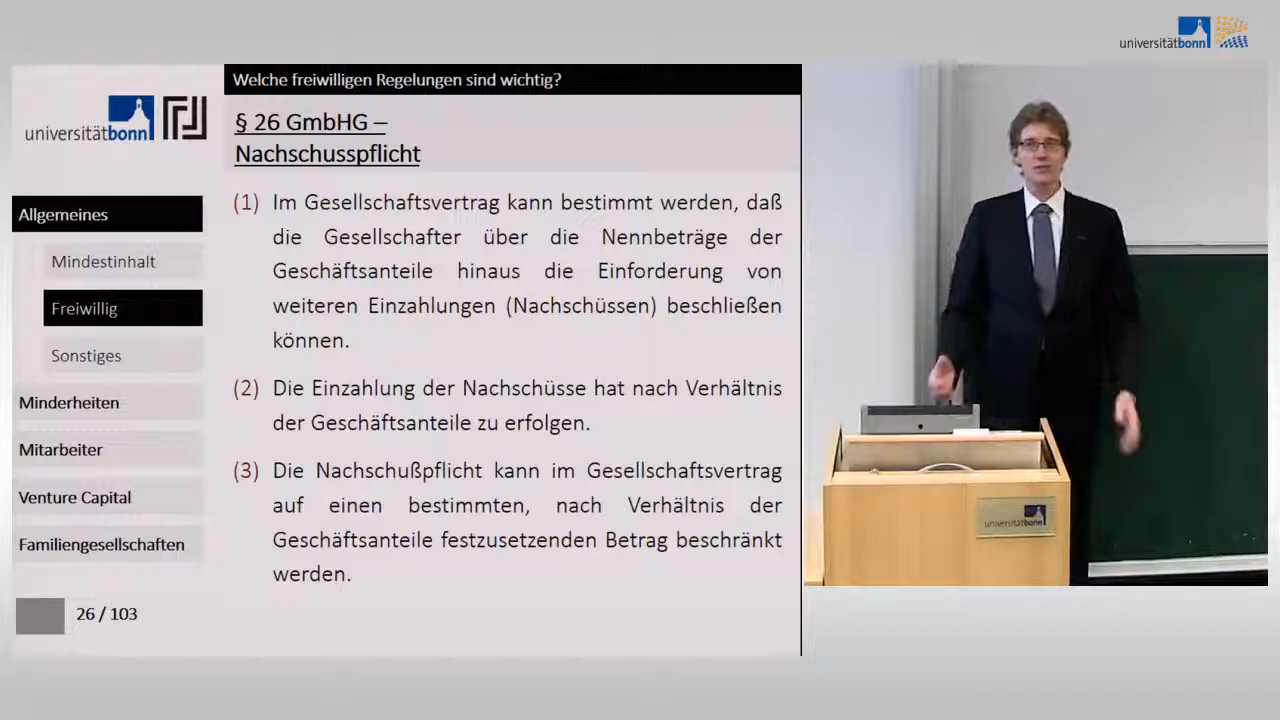 universitätbonn
Welche freiwilligen Regelungen sind wichtig?
universitätbonn
§ 26 GmbHG –
Nachschusspflicht
Allgemeines
Mindestinhalt
Freiwillig
Sonstiges
Minderheiten
Mitarbeiter
Venture Capital
Familiengesellschaften
26 / 103
(1) Im Gesellschaftsvertrag kann bestimmt werden, daß
die Gesellschafter über die Nennbeträge der
Geschäftsanteile hinaus die Einforderung von
weiteren Einzahlungen (Nachschüssen) beschließen
können.
(2) Die Einzahlung der Nachschüsse hat nach Verhältnis
der Geschäftsanteile zu erfolgen.
(3) Die Nachschußpflicht kann im Gesellschaftsvertrag
auf einen bestimmten, nach Verhältnis der
Geschäftsanteile festzusetzenden Betrag beschränkt
werden.
universitätbonn